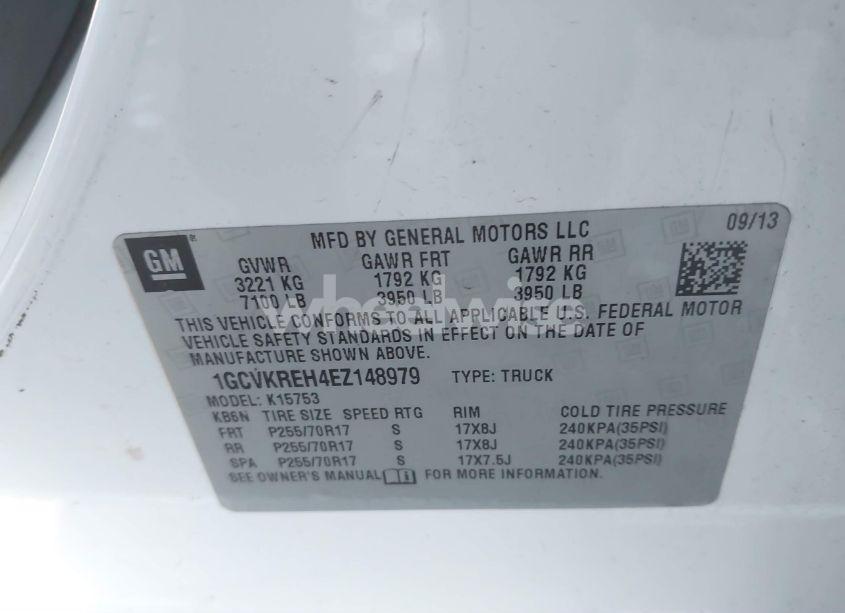 GM
MFD BY GENERAL MOTORS LLC
09/13
GVWR GAWR FRT GAWR RR
3221 KG 1792 KG 1792 KG
7100 LB 3950 LB 3950 LB
wheelwise
THIS VEHICLE CONFORMS TO ALL APPLICABLE U.S. FEDERAL MOTOR
VEHICLE SAFETY STANDARDS IN EFFECT ON THE DATE OF
MANUFACTURE SHOWN ABOVE.
1GCVKREH4EZ148979 TYPE: TRUCK
MODEL: K15753
KB6N TIRE SIZE SPEED RTG RIM COLD TIRE PRESSURE
FRT P255/70R17 S 17X8J 240KPA(35PSI)
RR P255/70R17 S 17X8J 240KPA(35PSI)
SPA P255/70R17 S 17X7.5J 240KPA(35PSI)
SEE OWNER'S MANUAL FOR MORE INFORMATION.